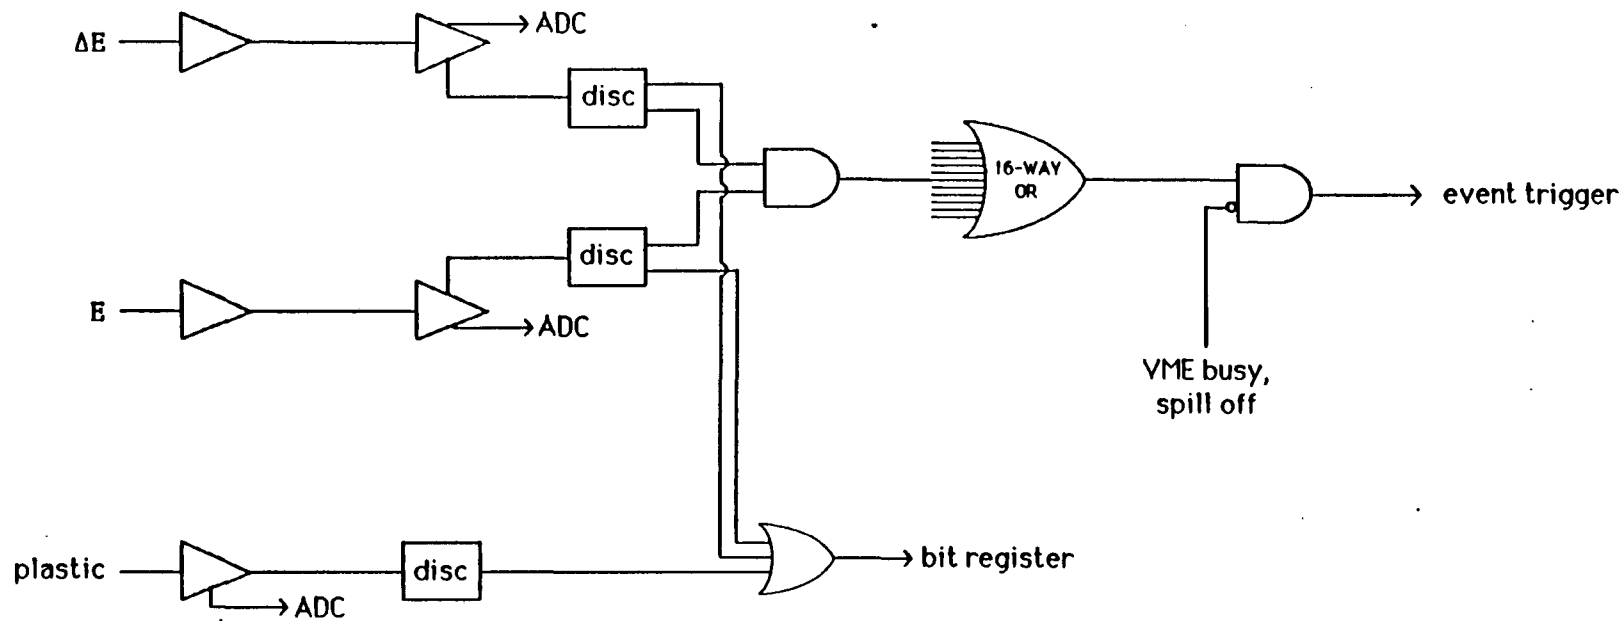 ΔE
ADC
disc
16-WAY
OR
event trigger
disc
E
ADC
VME busy,
spill off
plastic
disc
bit register
ADC